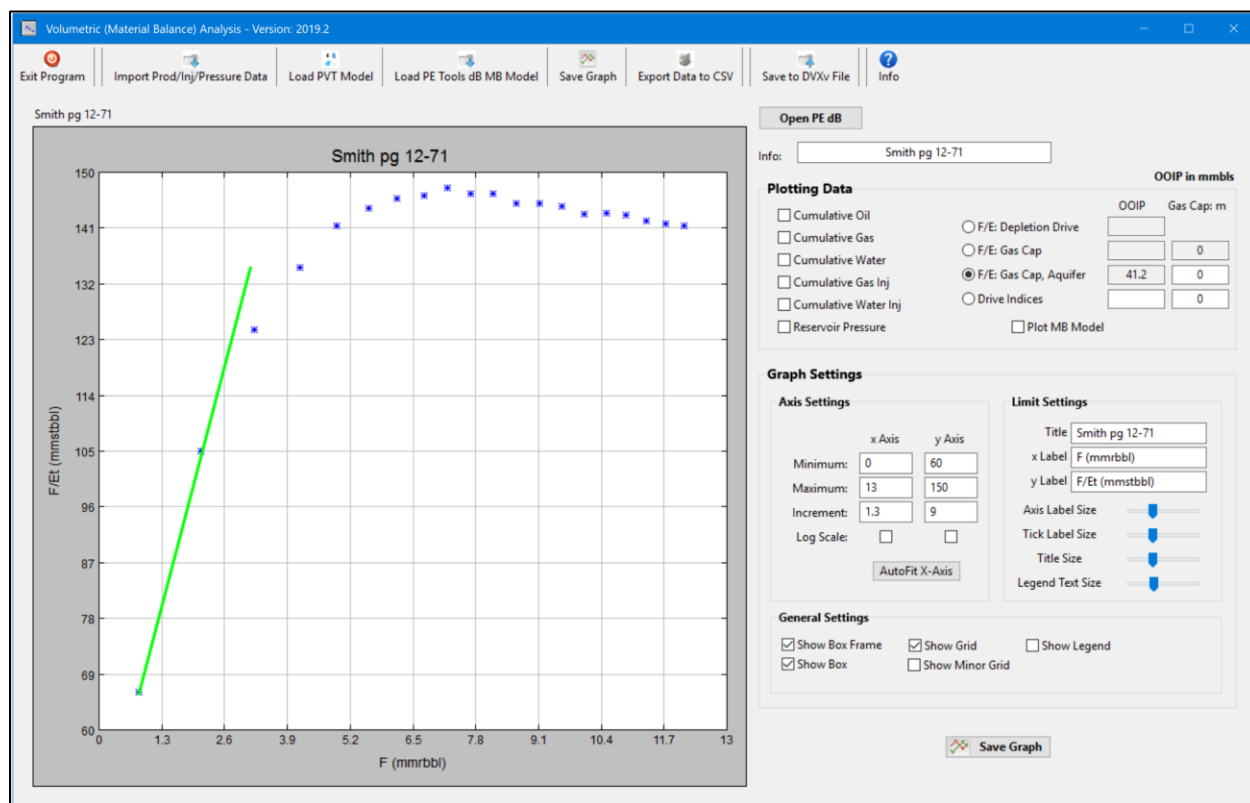 Volumetric (Material Balance) Analysis - Version: 2019.2
Exit Program
Import Prod/Inj/Pressure Data
Load PVT Model
Load PE Tools dB MB Model
Save Graph
Export Data to CSV
Save to DVXv File
Info
Smith pg 12-71
Smith pg 12-71
150
141
132
123
114
105
96
87
78
69
60
F/Et (mmstbbl)
0 1.3 2.6 3.9 5.2 6.5 7.8 9.1 10.4 11.7 13
F (mmrbbl)
Open PE dB
Info: Smith pg 12-71
OOIP in mmbls
Plotting Data
OOIP Gas Cap: m
Cumulative Oil
Cumulative Gas
Cumulative Water
Cumulative Gas Inj
Cumulative Water Inj
Reservoir Pressure
F/E: Depletion Drive
F/E: Gas Cap 0
F/E: Gas Cap, Aquifer 41.2 0
Drive Indices 0
Plot MB Model
Graph Settings
Axis Settings
x Axis y Axis
Minimum: 0 60
Maximum: 13 150
Increment: 1.3 9
Log Scale:
AutoFit X-Axis
Limit Settings
Title Smith pg 12-71
x Label F (mmrbbl)
y Label F/Et (mmstbbl)
Axis Label Size
Tick Label Size
Title Size
Legend Text Size
General Settings
Show Box Frame Show Grid Show Legend
Show Box Show Minor Grid
Save Graph